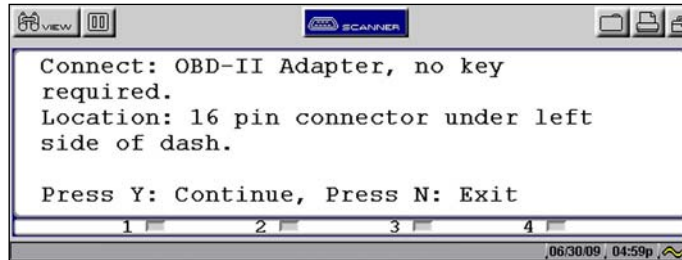 VIEW SCANNER
Connect: OBD-II Adapter, no key
required.
Location: 16 pin connector under left
side of dash.
Press Y: Continue, Press N: Exit
1 2 3 4
06/30/09 04:59p